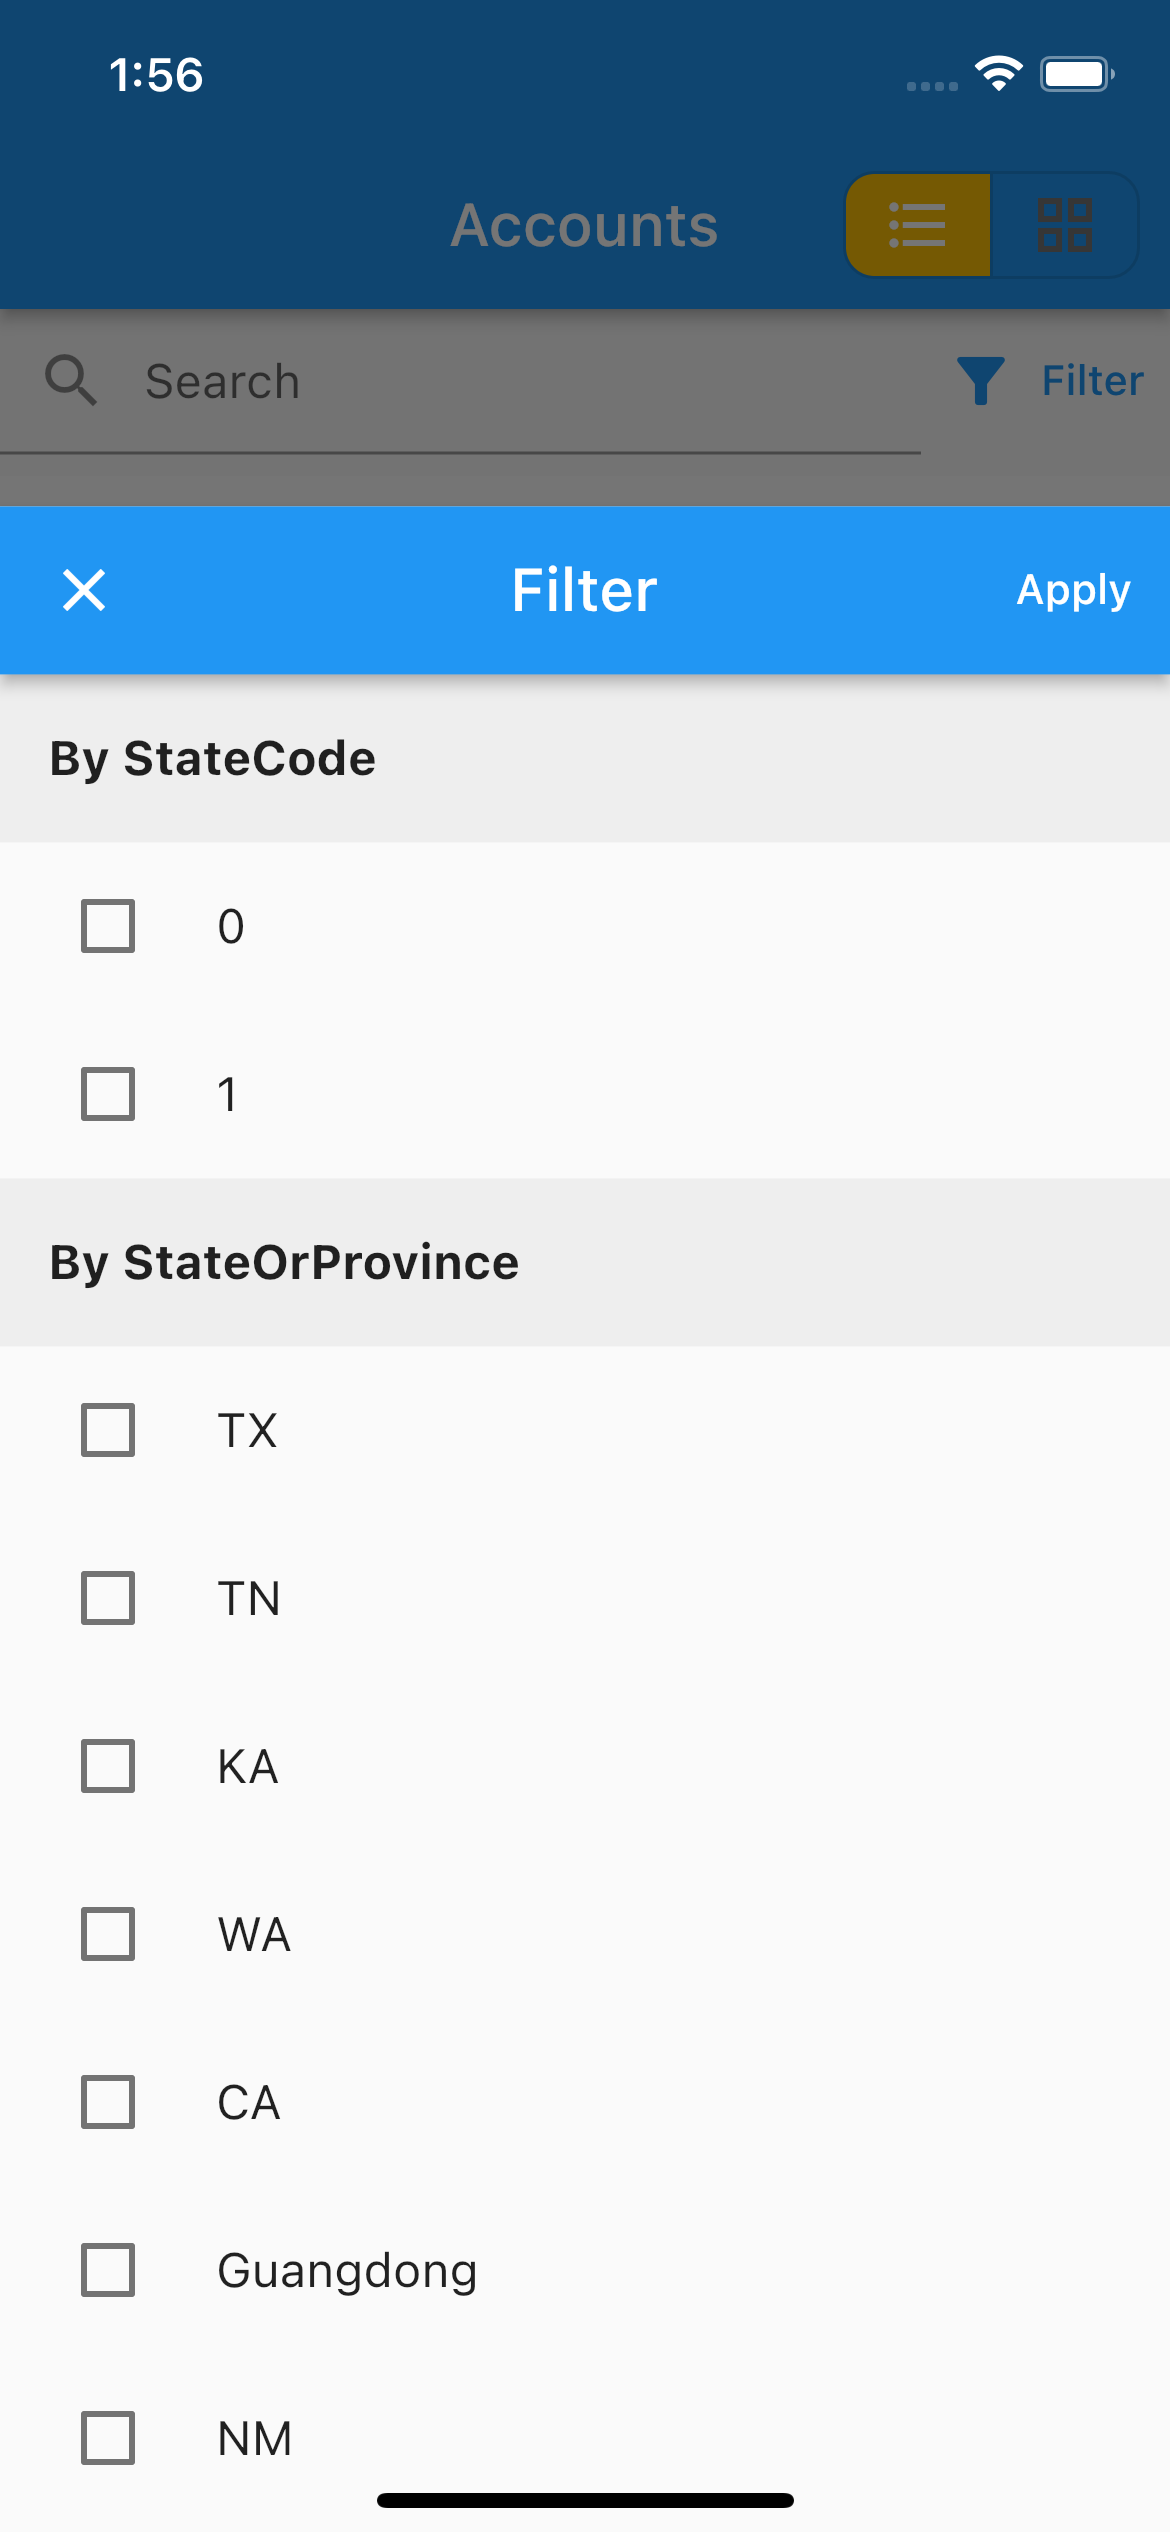 1:56
Accounts
Search
Filter
Filter
Apply
By StateCode
0
1
By StateOrProvince
TX
TN
KA
WA
CA
Guangdong
NM